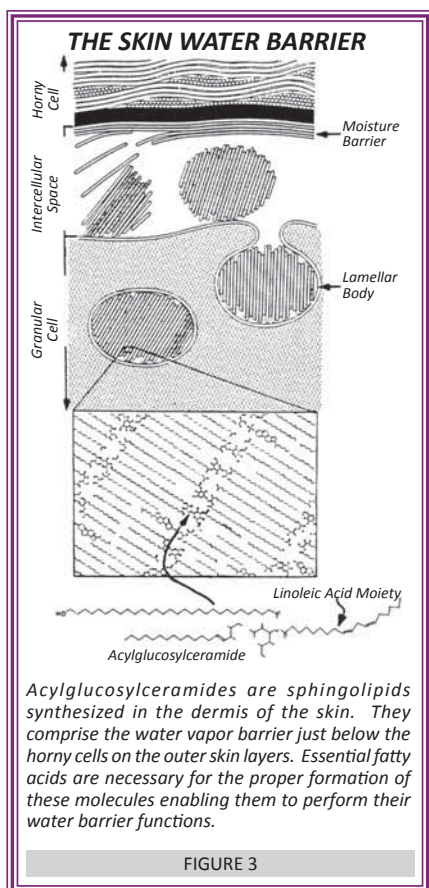 THE SKIN WATER BARRIER
Horny
Cell
Moisture
Barrier
Intercellular
Space
Lamellar
Body
Granular
Cell
Linoleic Acid Moiety
HO
Acylglucosylceramide
Acylglucosylceramides are sphingolipids
synthesized in the dermis of the skin. They
comprise the water vapor barrier just below the
horny cells on the outer skin layers. Essential fatty
acids are necessary for the proper formation of
these molecules enabling them to perform their
water barrier functions.
FIGURE 3